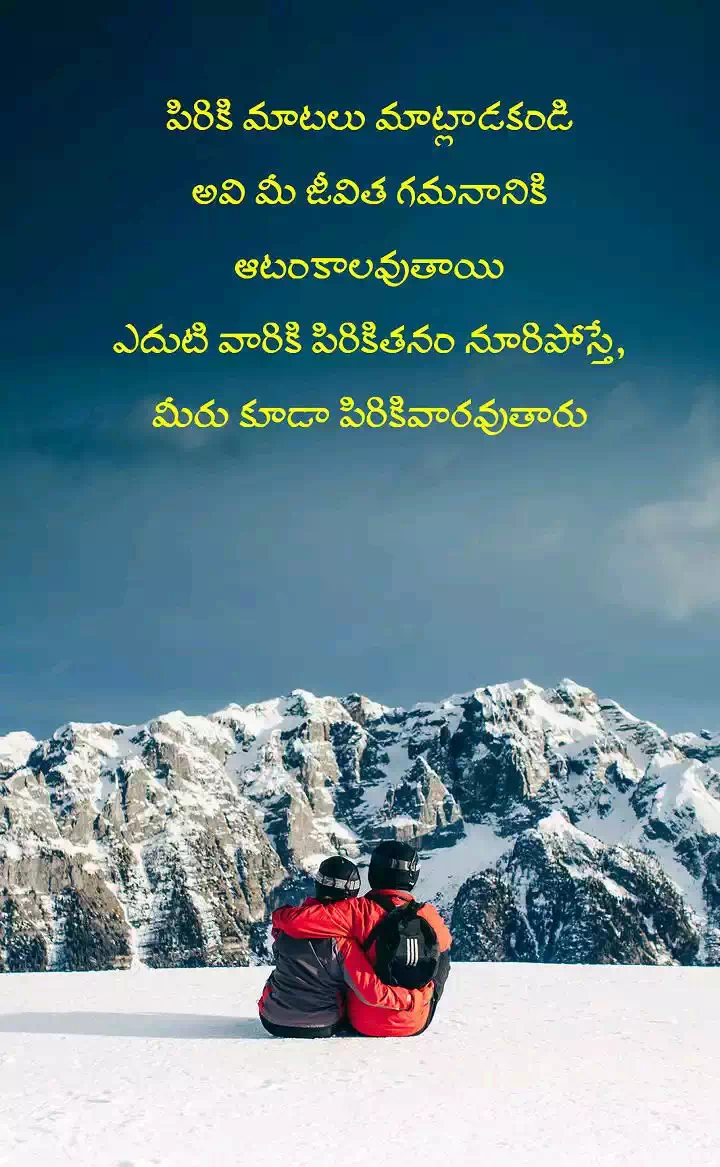 పిరికి మాటలు మాట్లాడకండి
అవి మీ జీవిత గమనానికి
ఆటంకాలవుతాయి
ఎదుటి వారికి పిరికితనం నూరిపోస్తే,
మీరు కూడా పిరికివారవుతారు